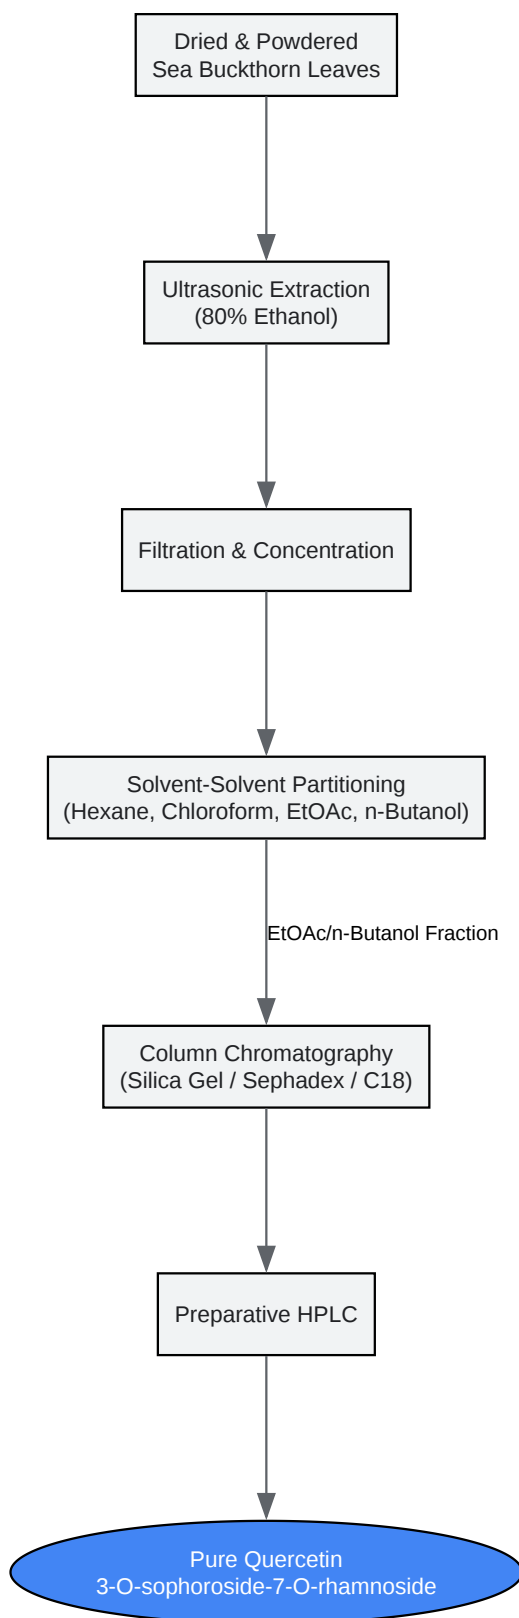 Dried & Powdered
Sea Buckthorn Leaves
Ultrasonic Extraction
(80% Ethanol)
Filtration & Concentration
Solvent-Solvent Partitioning
(Hexane, Chloroform, EtOAc, n-Butanol)
EtOAc/n-Butanol Fraction
Column Chromatography
(Silica Gel / Sephadex / C18)
Preparative HPLC
Pure Quercetin
3-O-sophoroside-7-O-rhamnoside